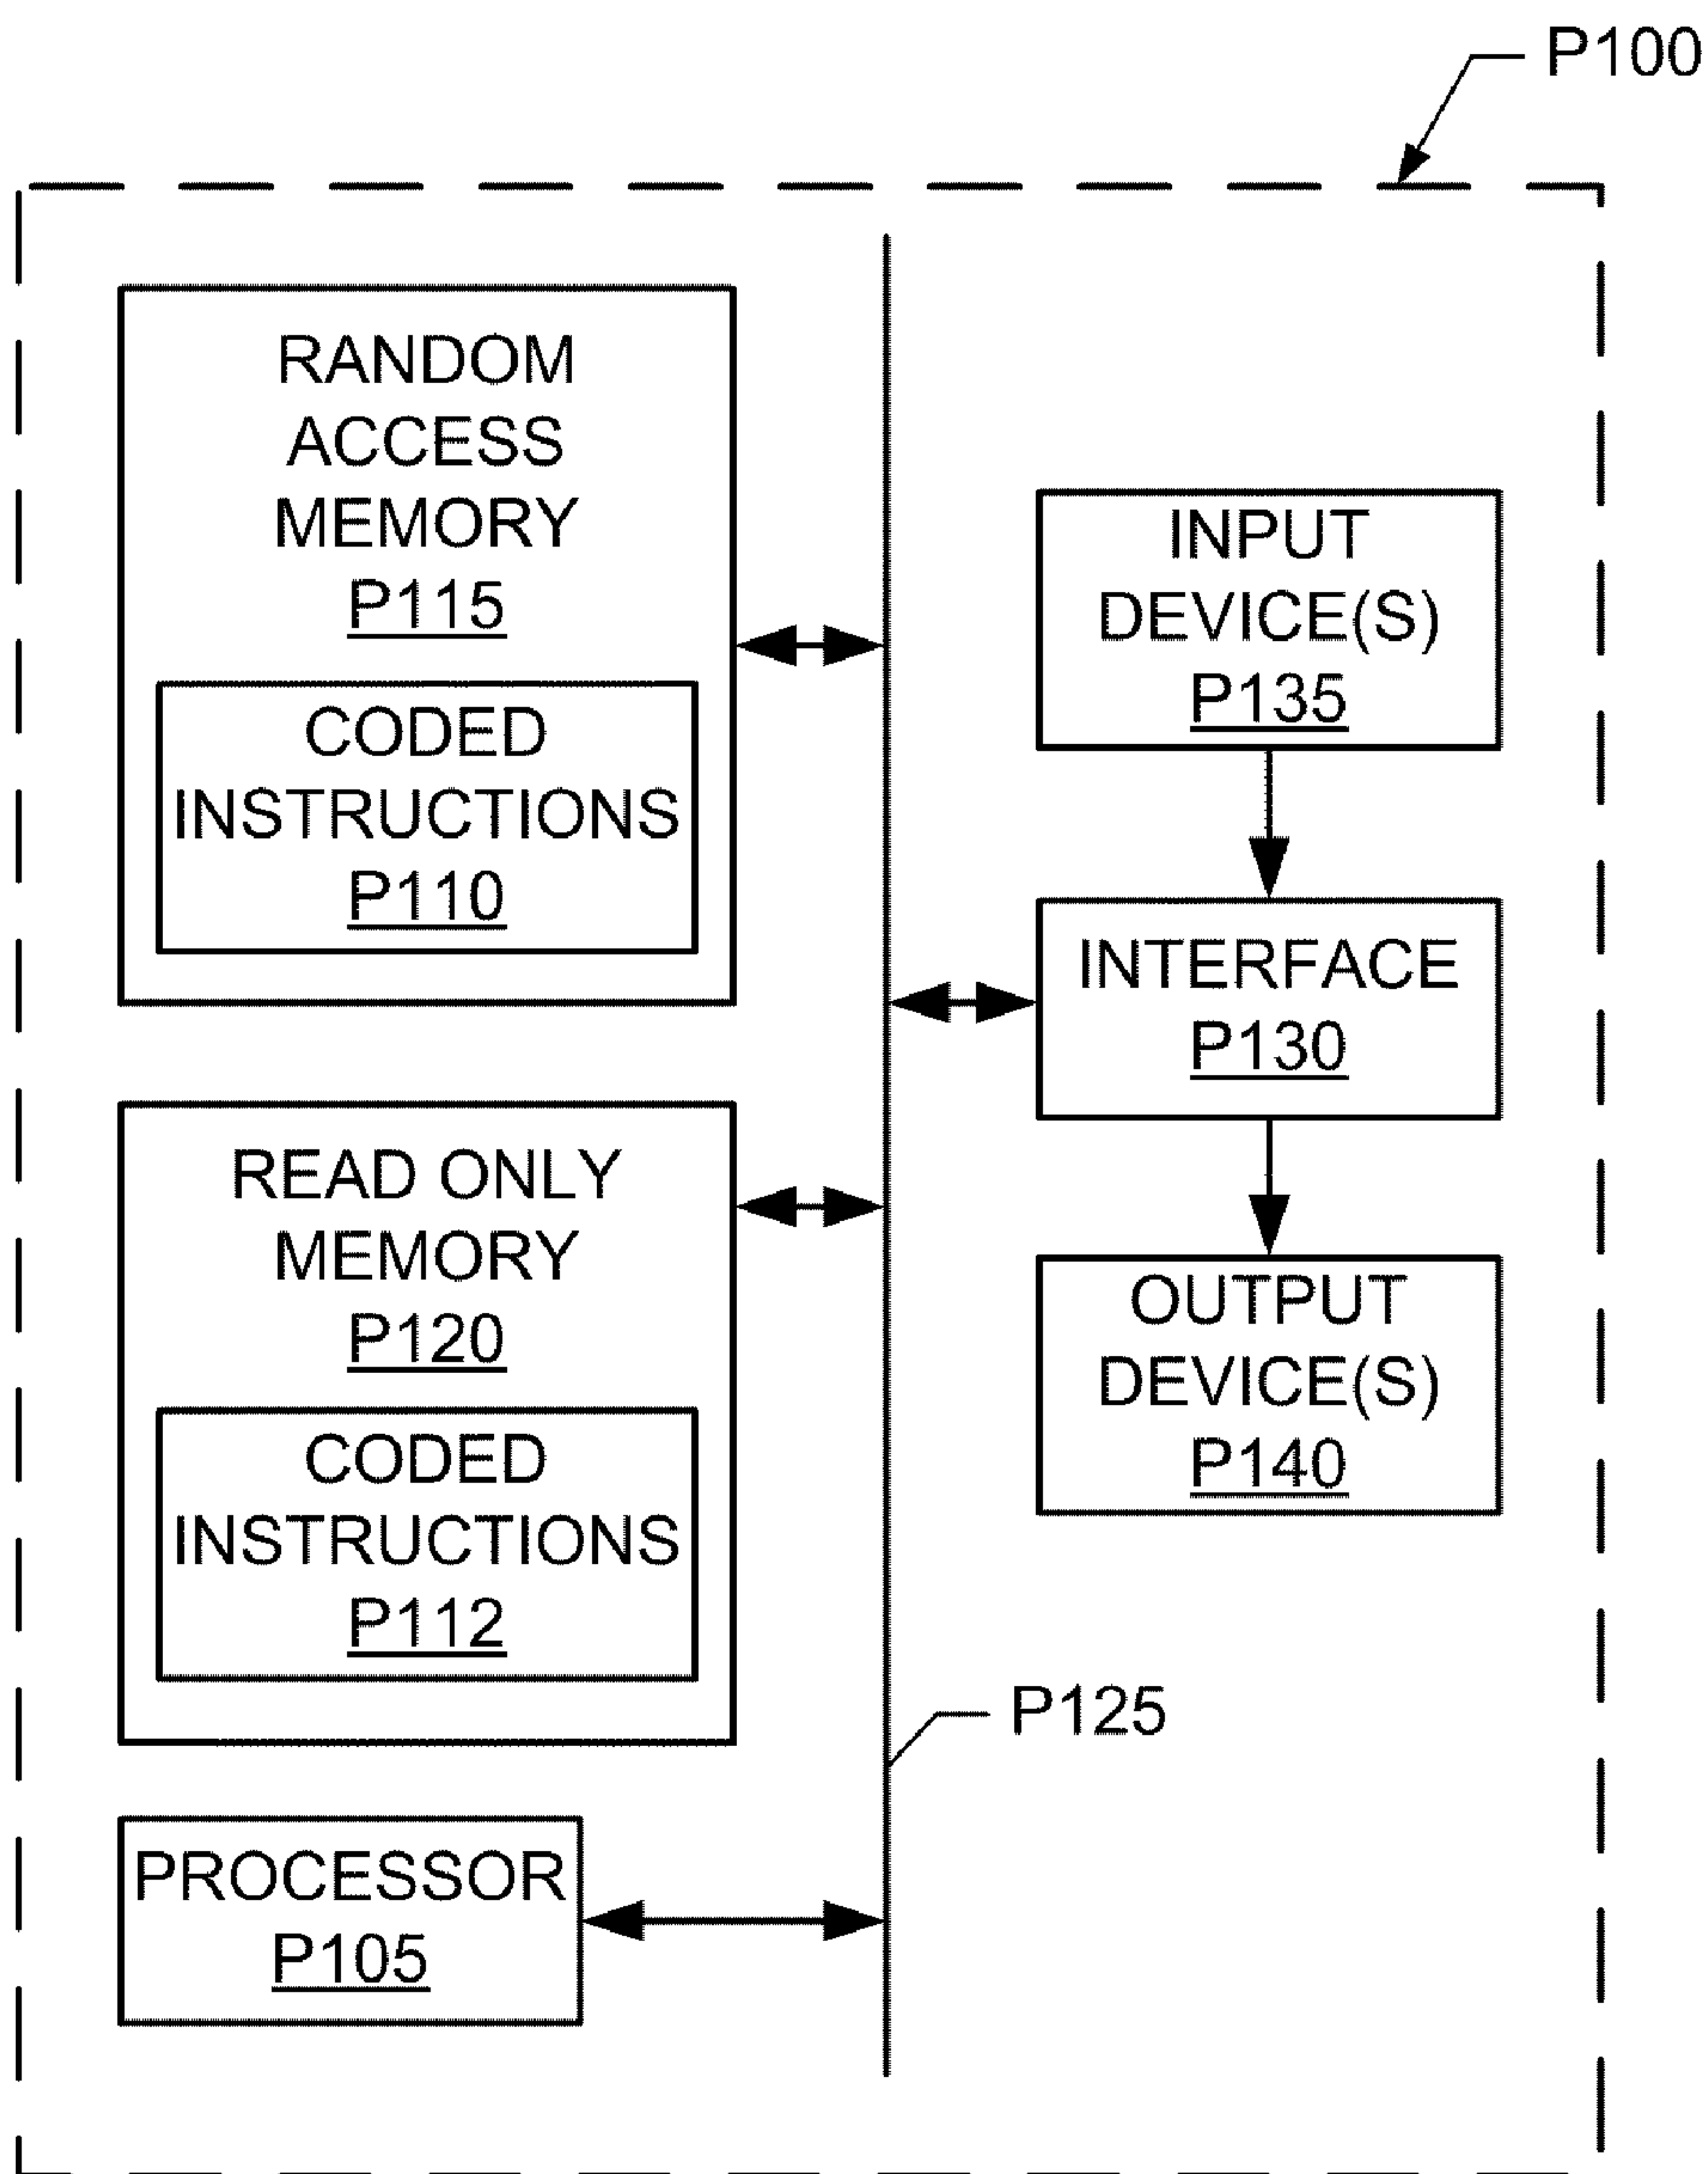 P100
RANDOM
ACCESS
MEMORY
P115
CODED
INSTRUCTIONS
P110
READ ONLY
MEMORY
P120
CODED
INSTRUCTIONS
P112
PROCESSOR
P105
INPUT
DEVICE(S)
P135
INTERFACE
P130
OUTPUT
DEVICE(S)
P140
P125